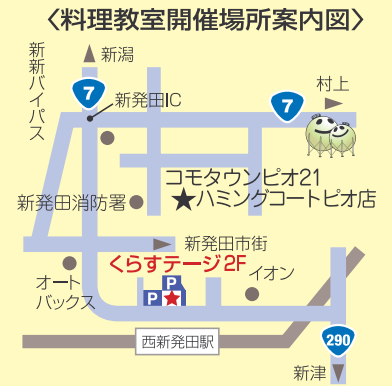 〈料理教室開催場所案内図〉
新潟
新新バイパス
7
新発田IC
7
村上
コモタウンピオ21
★ハミングコートピオ店
新発田消防署
新発田市街
くらすテージ2F
オート
バックス
イオン
P
P
西新発田駅
290
新津